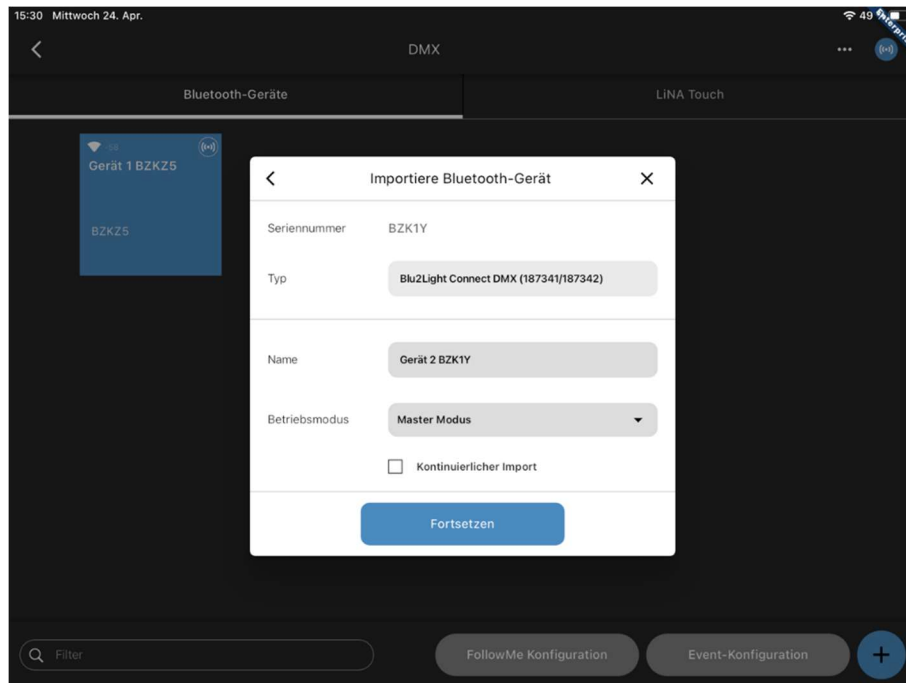 15:30 Mittwoch 24. Apr.
49
DMX
Bluetooth-Geräte
LiNA Touch
Gerät 1 BZKZ5
BZKZ5
Importiere Bluetooth-Gerät
Seriennummer BZK1Y
Typ Blu2Light Connect DMX (187341/187342)
Name Gerät 2 BZK1Y
Betriebsmodus Master Modus
Kontinuierlicher Import
Fortsetzen
Filter
FollowMe Konfiguration
Event-Konfiguration